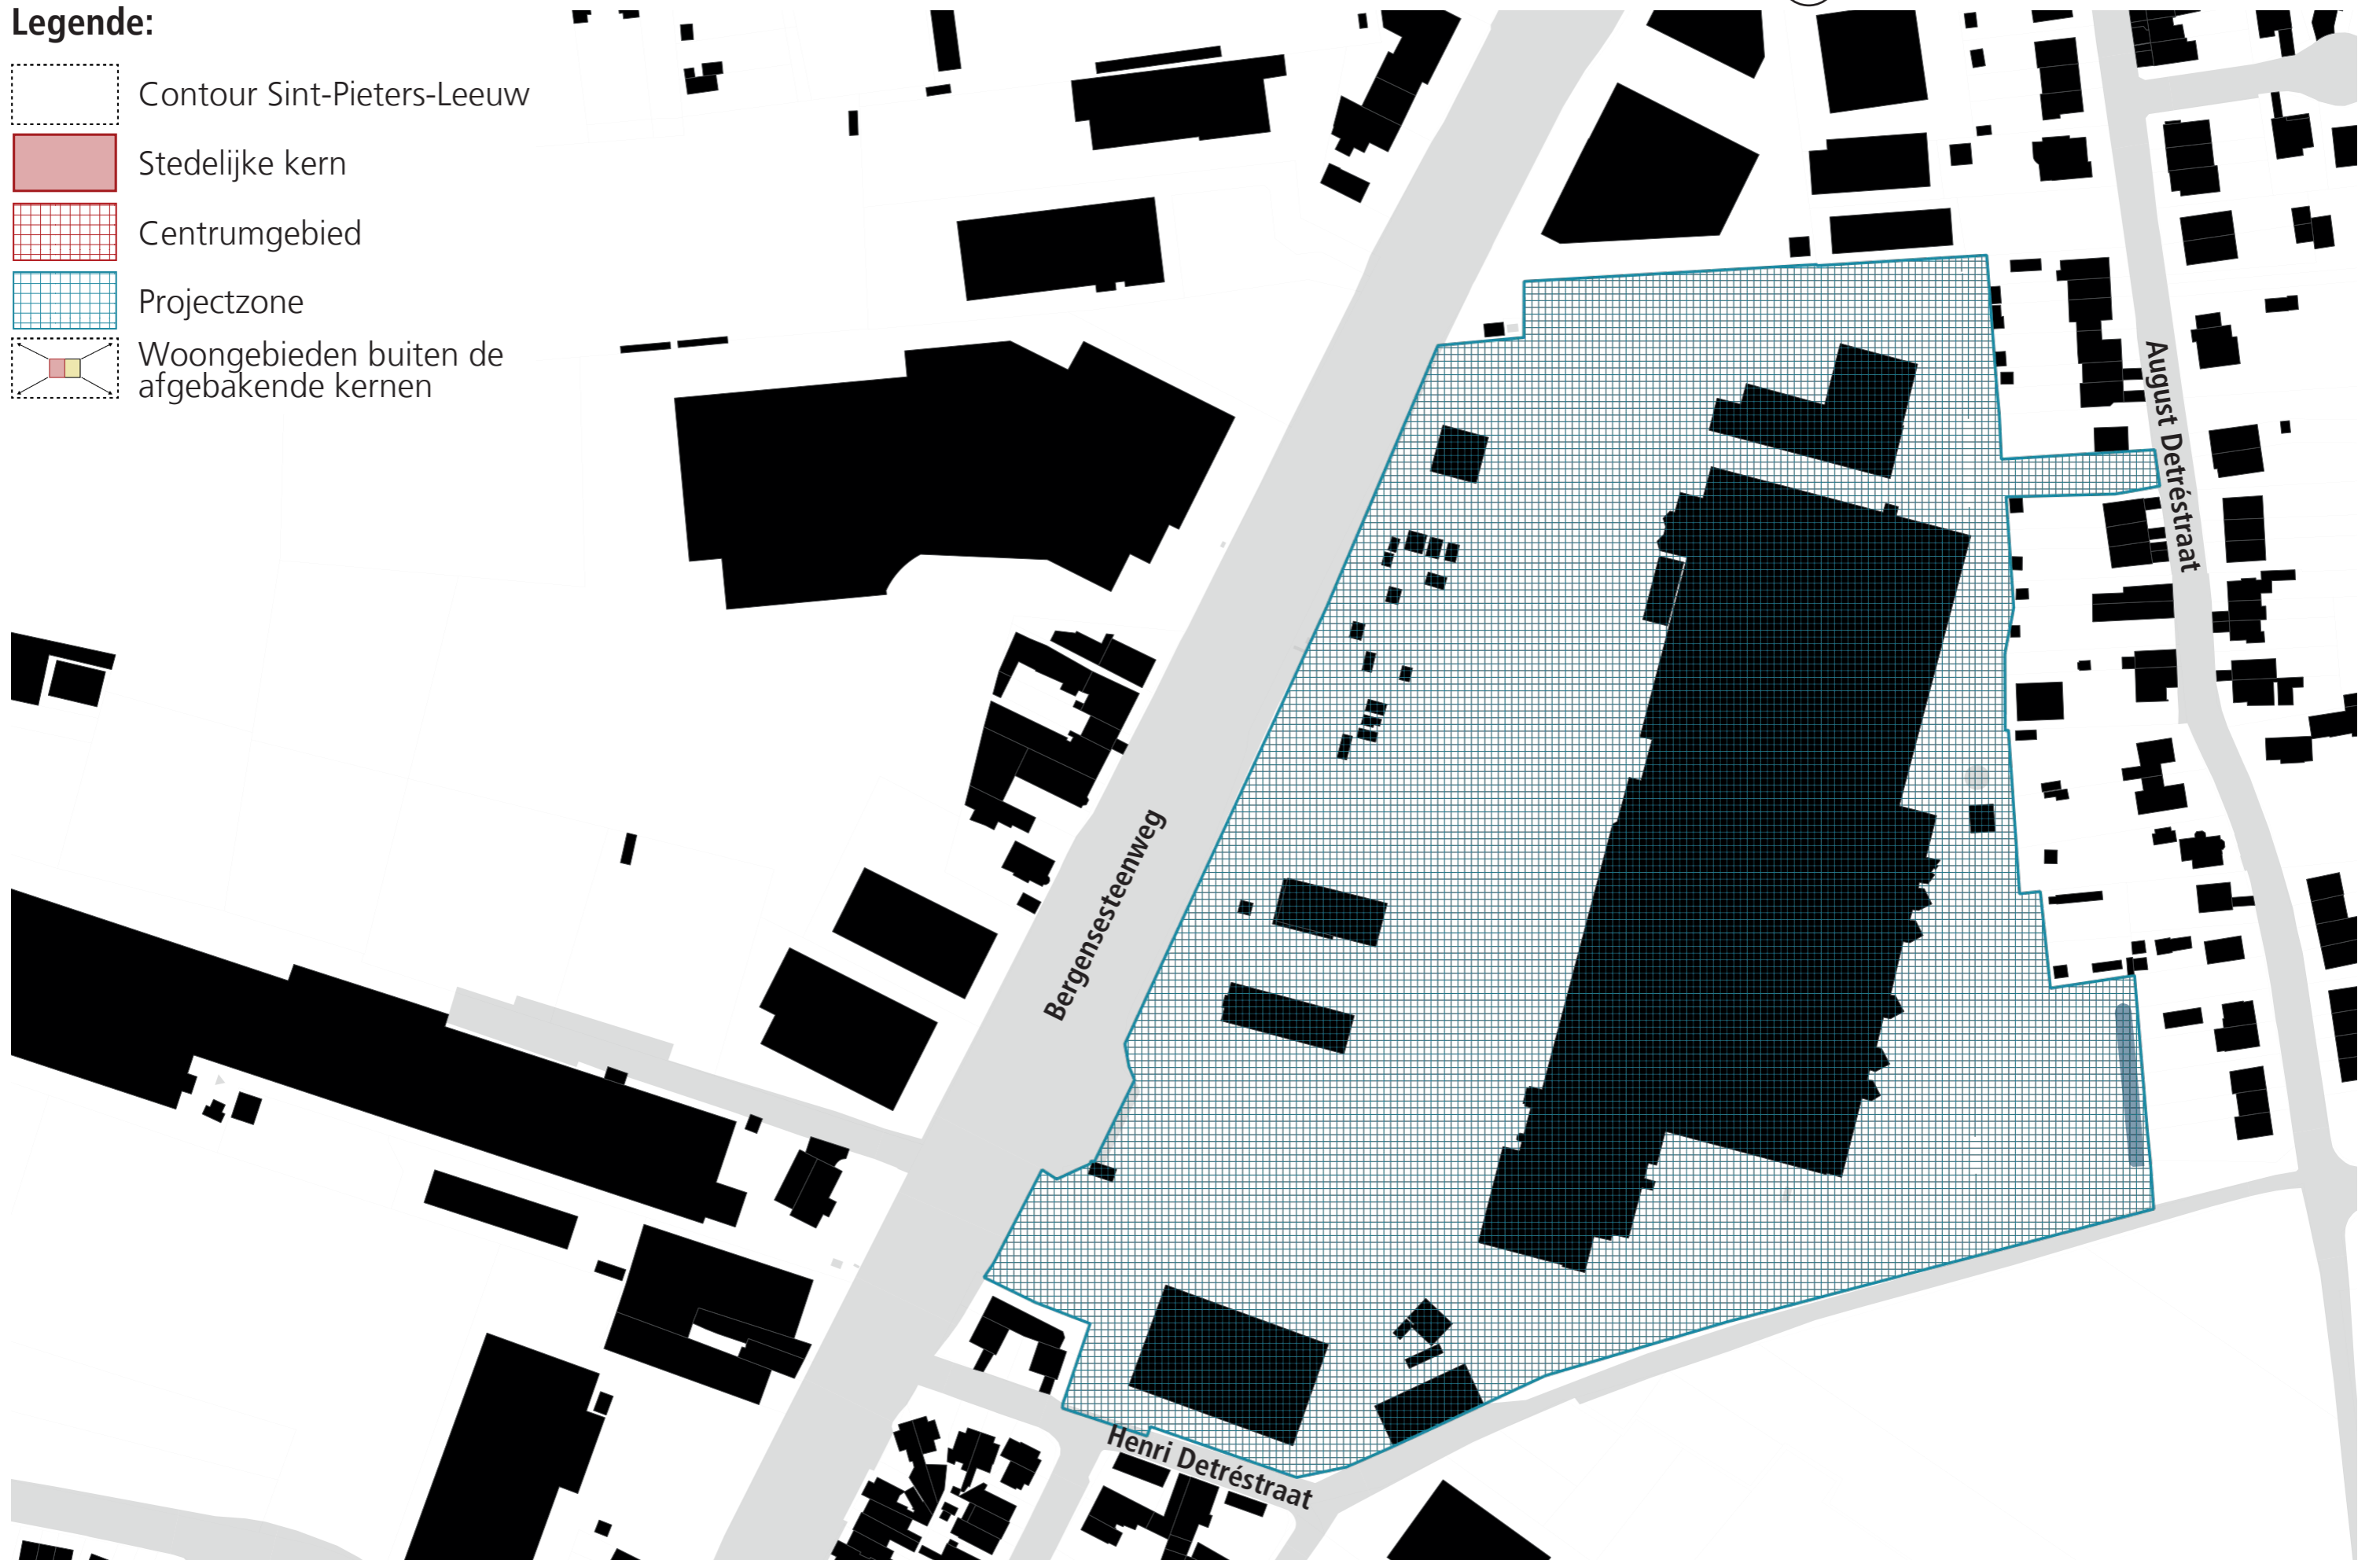 Legende:
Contour Sint-Pieters-Leeuw
Stedelijke kern
Centrumgebied
Projectzone
Woongebieden buiten de
afgebakende kernen
August Detréstraat
Bergensesteenweg
Henri Detréstraat